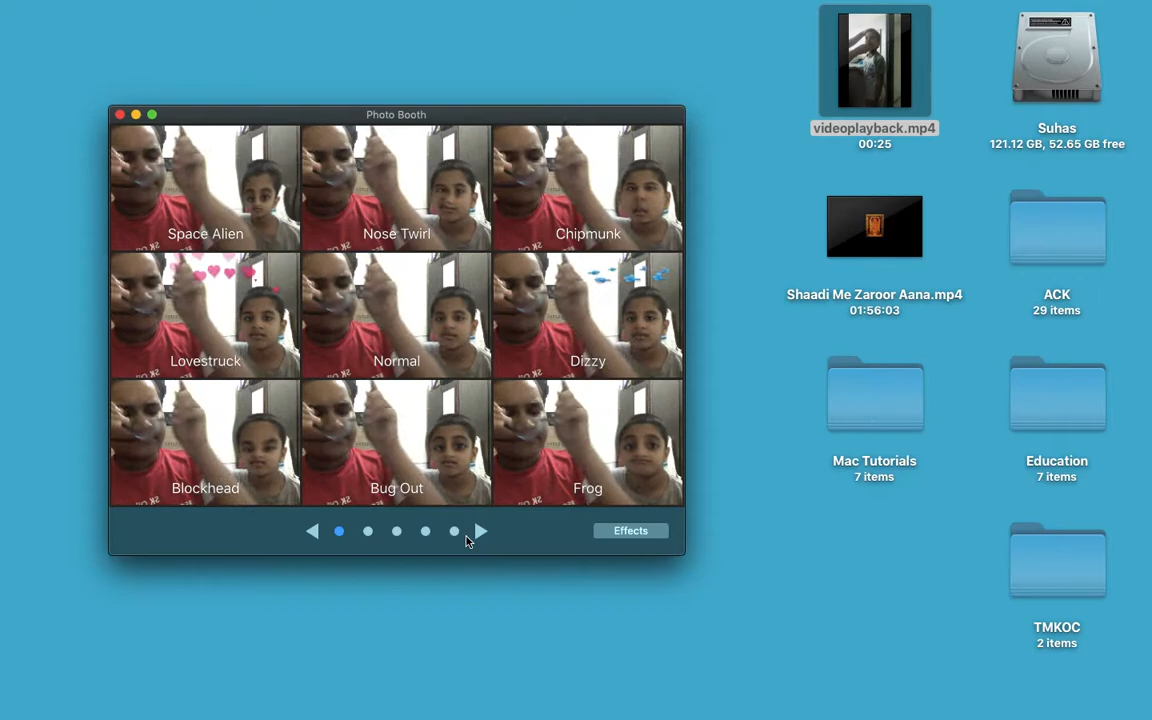 Photo Booth
Space Alien
Nose Twirl
Chipmunk
Lovestruck
Normal
Dizzy
Blockhead
Bug Out
Frog
Effects
videoplayback.mp4
00:25
Suhas
121.12 GB, 52.65 GB free
Shaadi Me Zaroor Aana.mp4
01:56:03
ACK
29 items
Mac Tutorials
7 items
Education
7 items
TMKOC
2 items